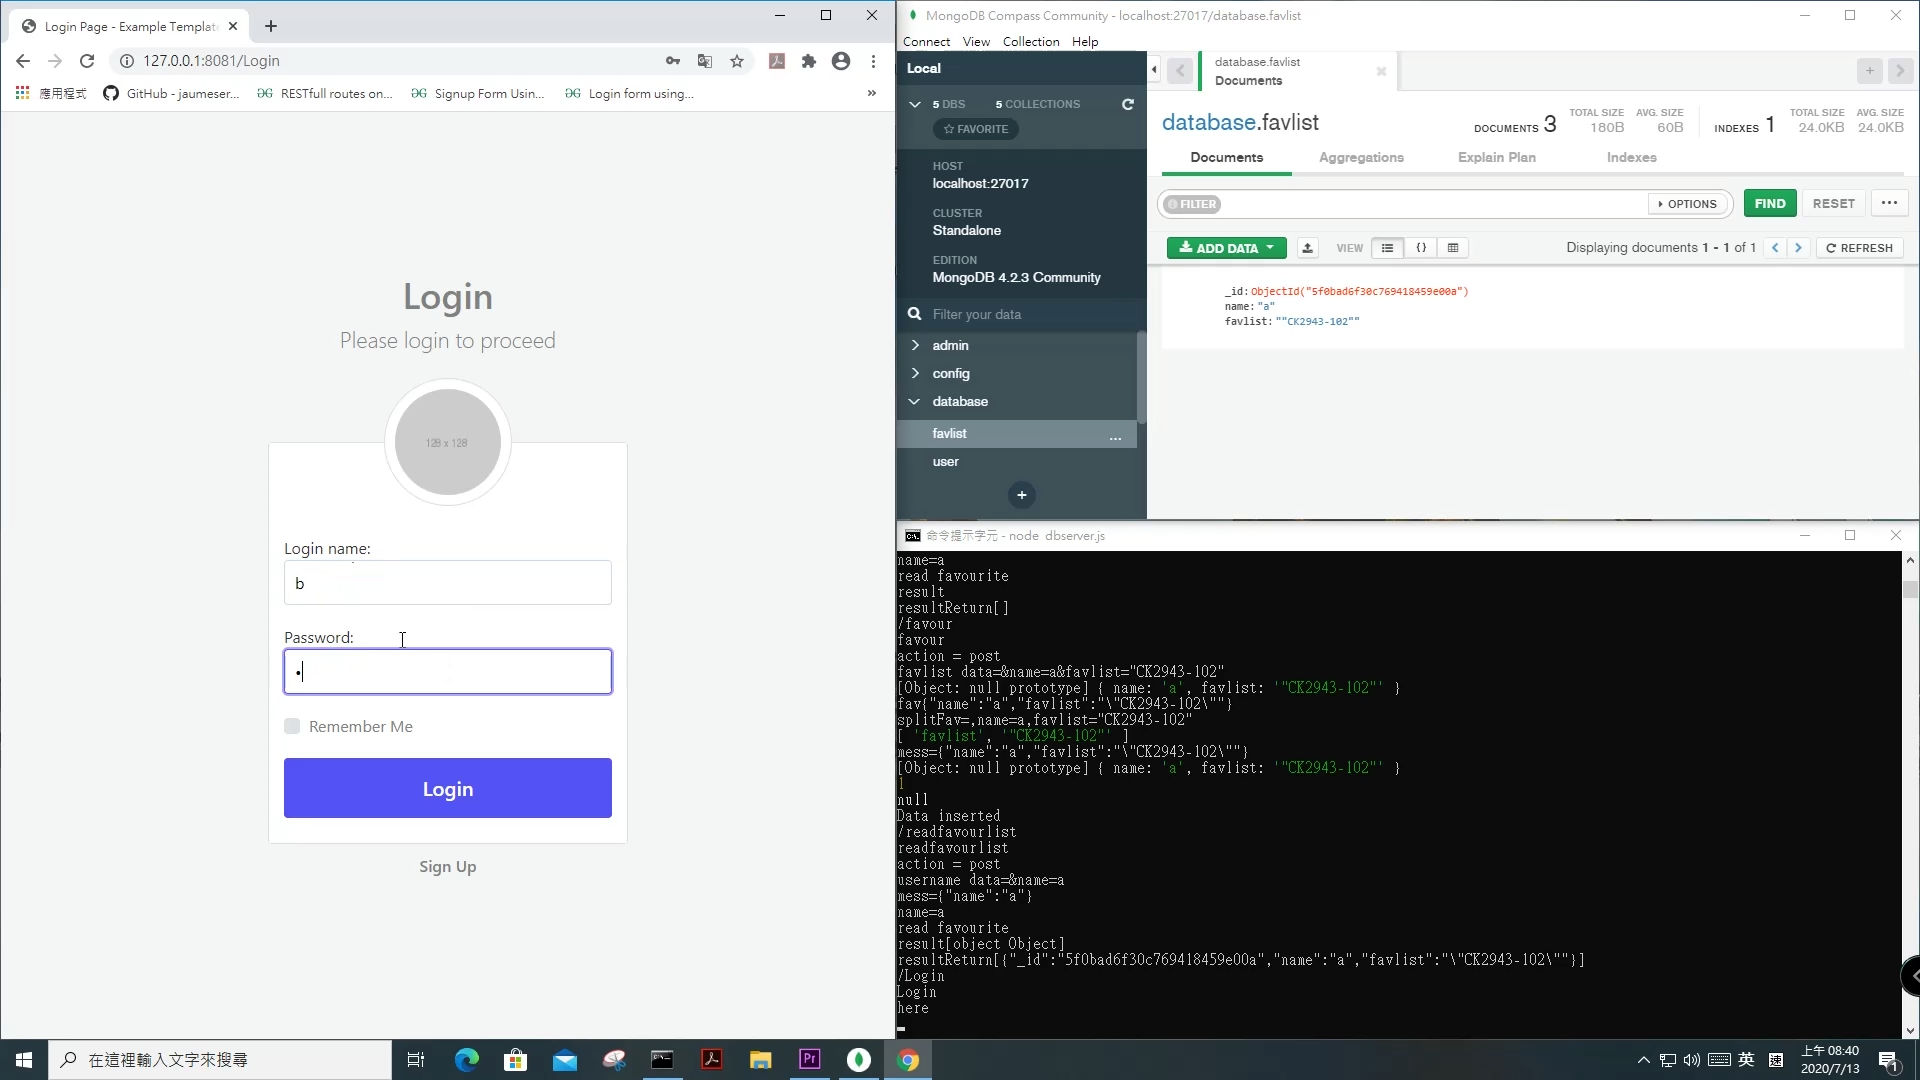 Login Page - Example Templat
127.0.0.1:8081/Login
應用程式
GitHub - jaumeser...
RESTfull routes on...
Signup Form Usin...
Login form using...
»
Login
Please login to proceed
128 x 128
Login name:
b
Password:
Remember Me
Login
Sign Up
MongoDB Compass Community - localhost:27017/database.favlist
Connect View Collection Help
Local
5 DBS 5 COLLECTIONS
FAVORITE
HOST
localhost:27017
CLUSTER
Standalone
EDITION
MongoDB 4.2.3 Community
Filter your data
admin
config
database
favlist ...
user
database.favlist
Documents
database.favlist
DOCUMENTS 3
TOTAL SIZE 180B
AVG. SIZE 60B
INDEXES 1
TOTAL SIZE 24.0KB
AVG. SIZE 24.0KB
Documents Aggregations Explain Plan Indexes
FILTER OPTIONS FIND RESET ...
ADD DATA VIEW {} Displaying documents 1 - 1 of 1 REFRESH
_id: ObjectId("5f0bad6f30c769418459e00a")
name: "a"
favlist: ""CK2943-102""
命令提示字元 - node dbserver.js
name=a
read favourite
result
resultReturn[]
/favour
favour
action = post
favlist data=&name=a&favlist="CK2943-102"
[Object: null prototype] { name: 'a', favlist: '"CK2943-102"' }
fav{"name":"a","favlist":"\"CK2943-102\""}
splitFav=,name=a,favlist="CK2943-102"
[ 'favlist', '"CK2943-102"' ]
mess={"name":"a","favlist":"\"CK2943-102\""}
[Object: null prototype] { name: 'a', favlist: '"CK2943-102"' }
1
null
Data inserted
/readfavourlist
readfavourlist
action = post
username data=&name=a
mess={"name":"a"}
name=a
read favourite
result[object Object]
resultReturn[{"_id":"5f0bad6f30c769418459e00a","name":"a","favlist":"\"CK2943-102\""}]
/Login
Login
here
在這裡輸入文字來搜尋
Pr
英
上午 08:40
2020/7/13
1